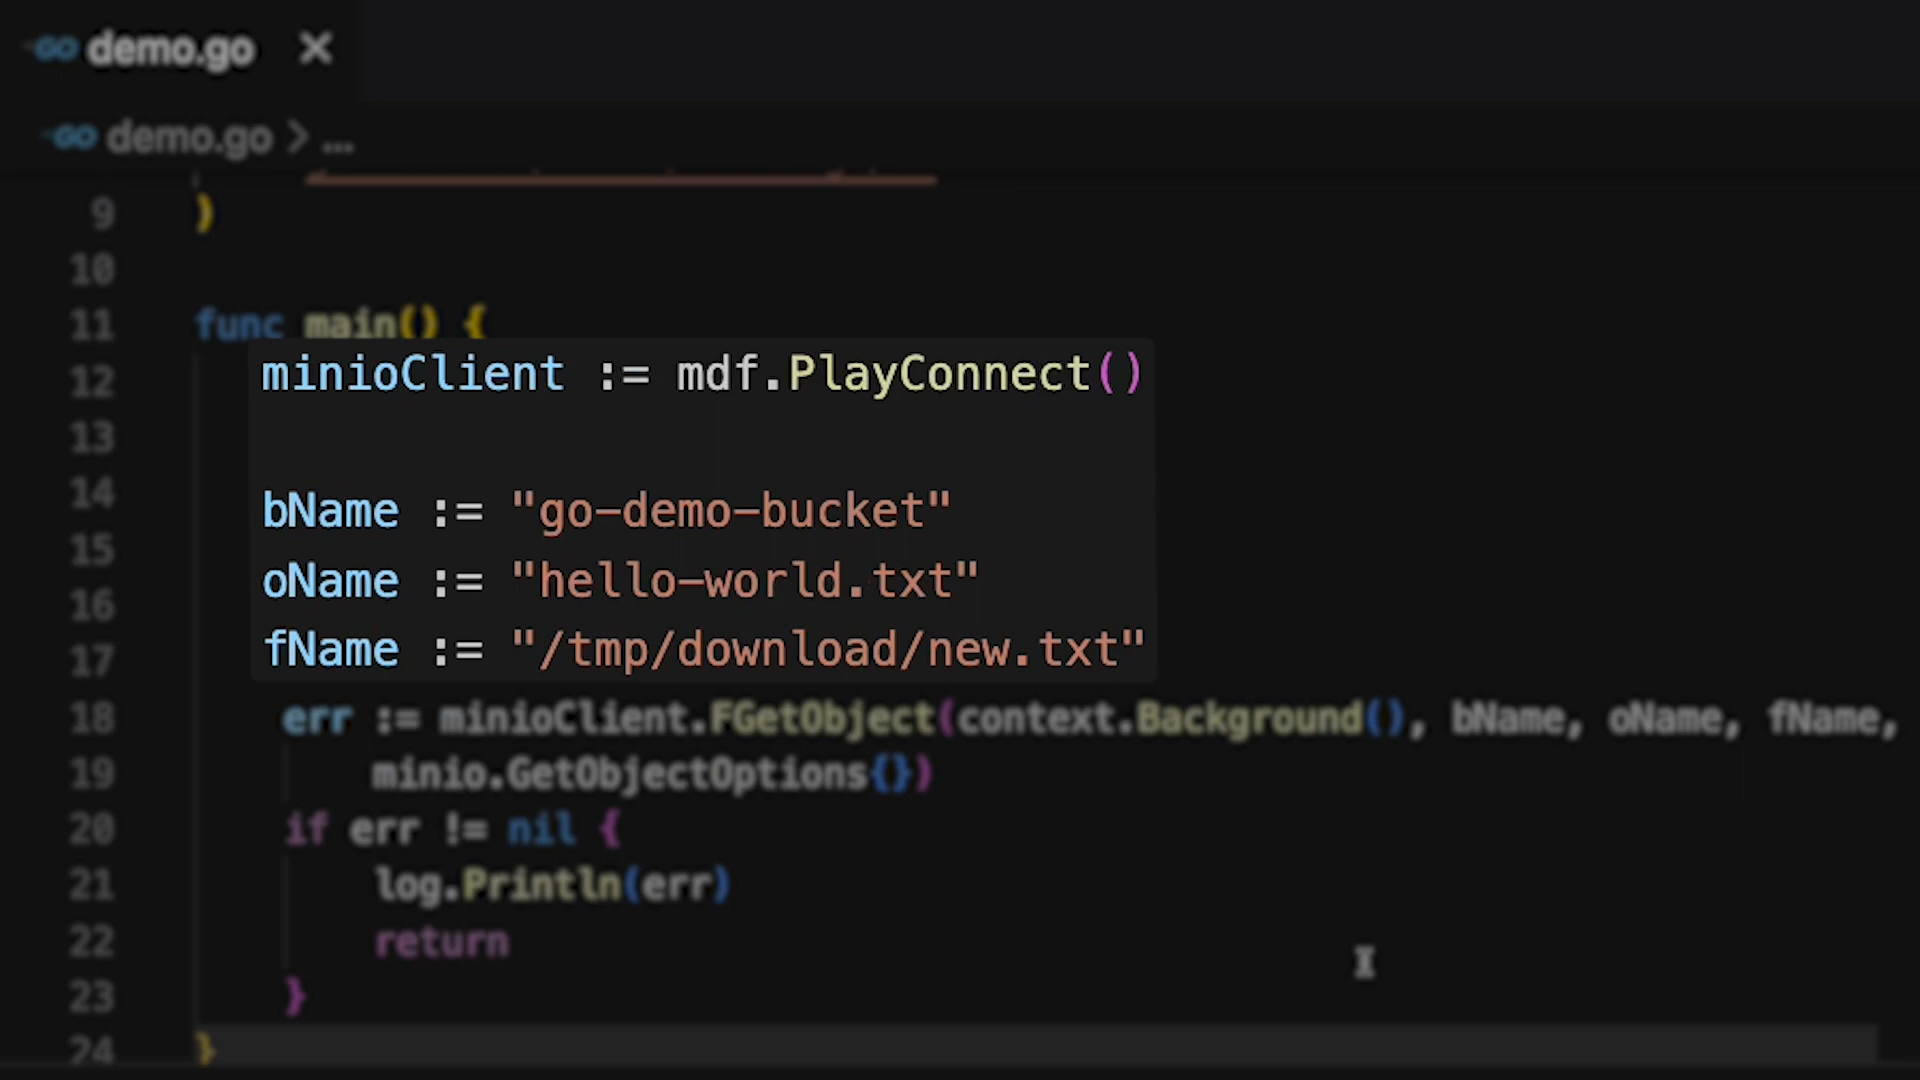 GO demo.go ×
GO demo.go > ...
9 )
10
11 func main() {
12 minioClient := mdf.PlayConnect()
13
14 bName := "go-demo-bucket"
15 oName := "hello-world.txt"
16 fName := "/tmp/download/new.txt"
17
18 err := minioClient.FGetObject(context.Background(), bName, oName, fName,
19 minio.GetObjectOptions{})
20 if err != nil {
21 log.Println(err)
22 return
23 }
24 }